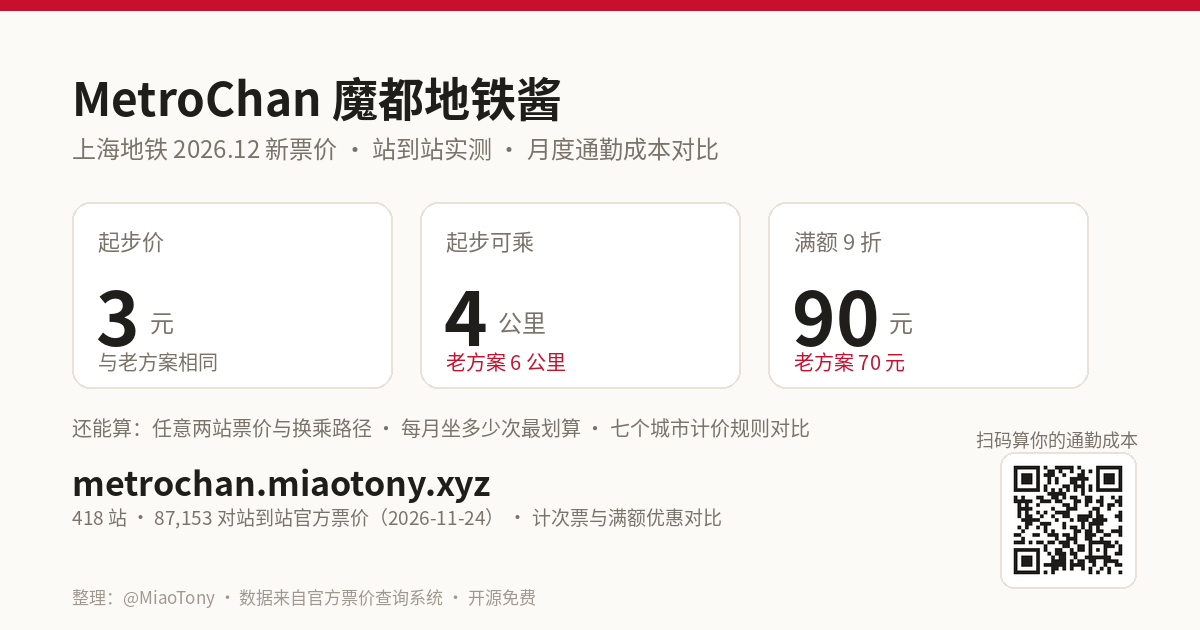 MetroChan 魔都地铁酱
上海地铁 2026.12 新票价 · 站到站实测 · 月度通勤成本对比
起步价
3 元
与老方案相同
起步可乘
4 公里
老方案 6 公里
满额 9 折
90 元
老方案 70 元
还能算：任意两站票价与换乘路径 · 每月坐多少次最划算 · 七个城市计价规则对比
扫码算你的通勤成本
metrochan.miaotony.xyz
418 站 · 87,153 对站到站官方票价（2026-11-24） · 计次票与满额优惠对比
整理：@MiaoTony · 数据来自官方票价查询系统 · 开源免费